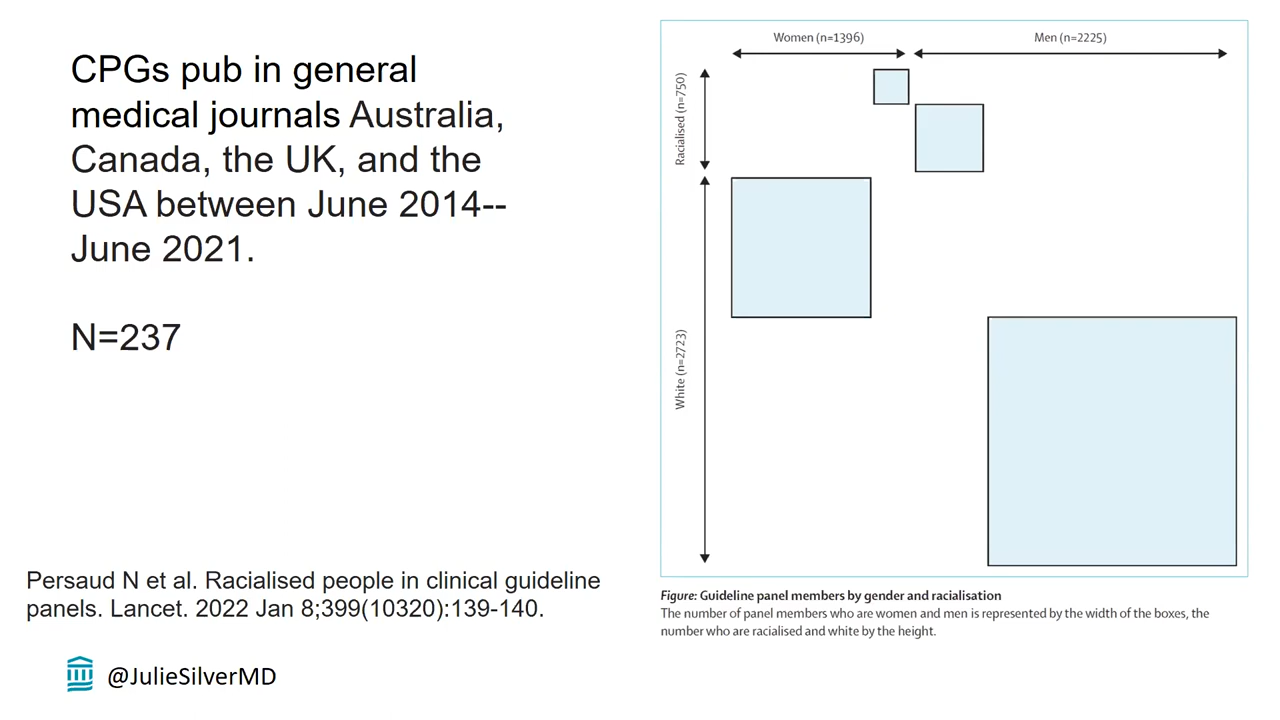 CPGs pub in general
medical journals Australia,
Canada, the UK, and the
USA between June 2014--
June 2021.
N=237
Persaud N et al. Racialised people in clinical guideline
panels. Lancet. 2022 Jan 8;399(10320):139-140.
@JulieSilverMD
Women (n=1396)
Men (n=2225)
Racialised (n=750)
White (n=2723)
Figure: Guideline panel members by gender and racialisation
The number of panel members who are women and men is represented by the width of the boxes, the
number who are racialised and white by the height.